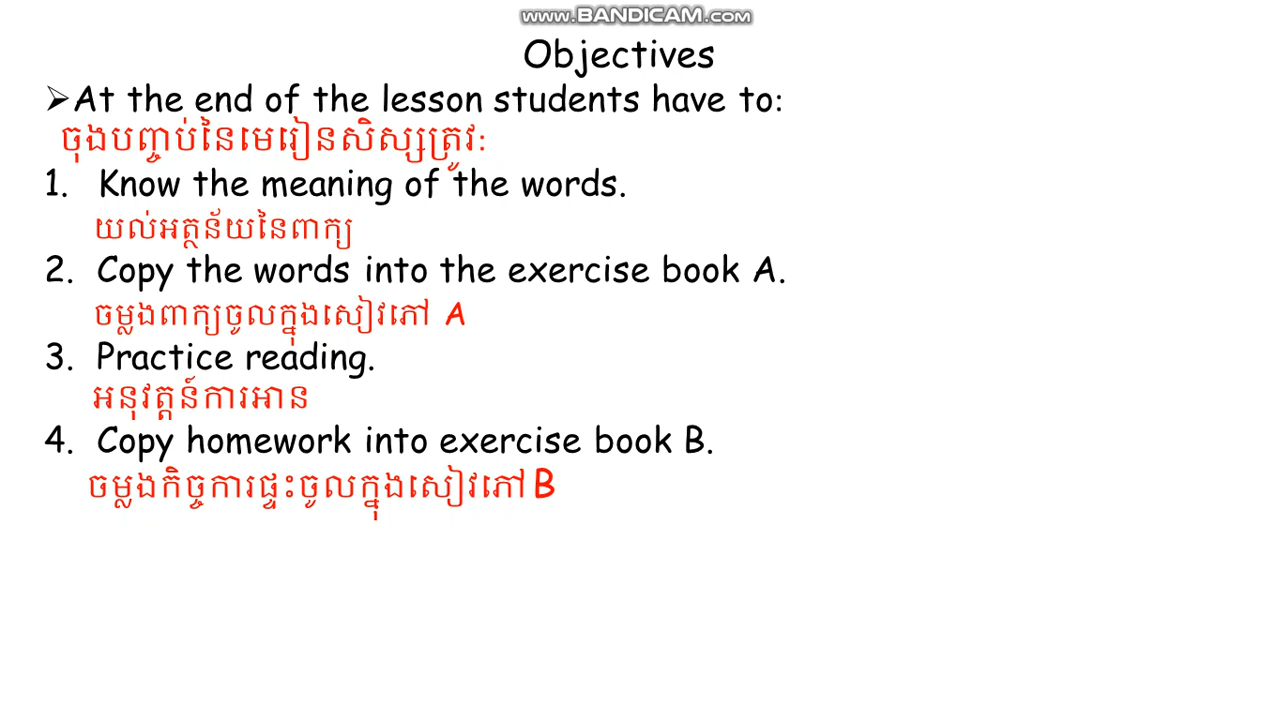 www.BANDICAM.com
Objectives
➢At the end of the lesson students have to:
ចុងបញ្ចប់នៃមេរៀនសិស្សត្រូវ:
1. Know the meaning of the words.
យល់អត្ថន័យនៃពាក្យ
2. Copy the words into the exercise book A.
ចម្លងពាក្យចូលក្នុងសៀវភៅ A
3. Practice reading.
អនុវត្តន៍ការអាន
4. Copy homework into exercise book B.
ចម្លងកិច្ចការផ្ទះចូលក្នុងសៀវភៅ B